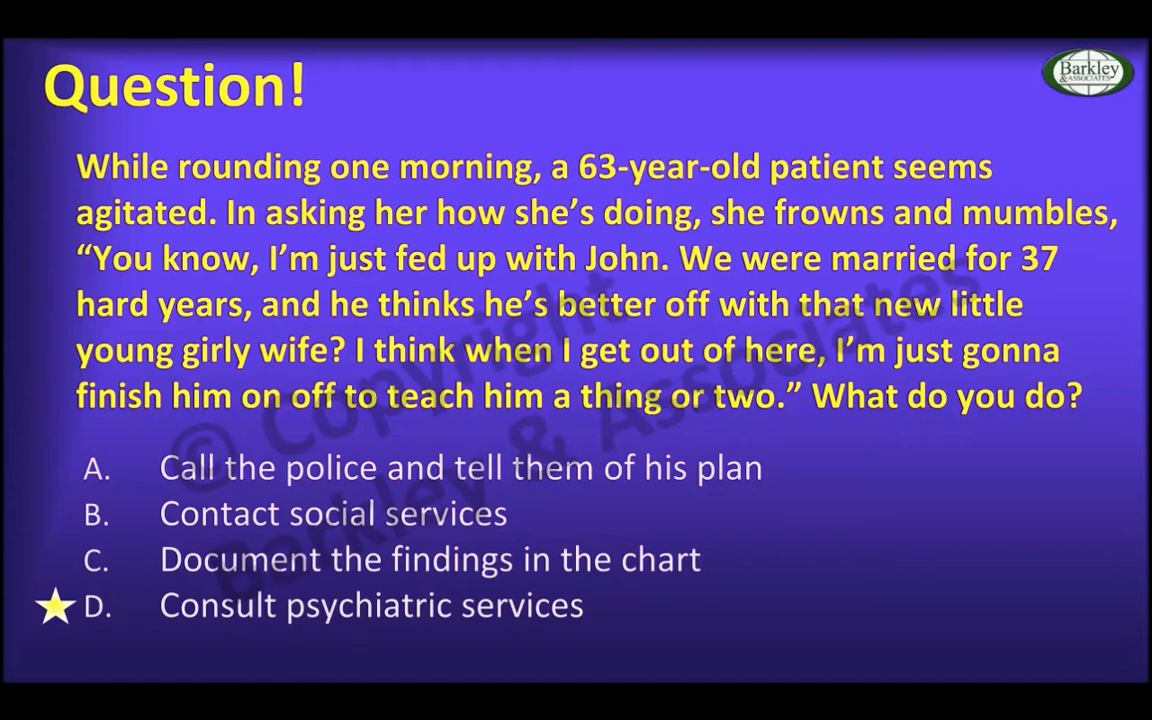 Question!
Barkley
& ASSOCIATES
While rounding one morning, a 63-year-old patient seems
agitated. In asking her how she’s doing, she frowns and mumbles,
“You know, I’m just fed up with John. We were married for 37
hard years, and he thinks he’s better off with that new little
young girly wife? I think when I get out of here, I’m just gonna
finish him on off to teach him a thing or two.” What do you do?
A. Call the police and tell them of his plan
B. Contact social services
C. Document the findings in the chart
D. Consult psychiatric services
© Copyright
Barkley & Associates